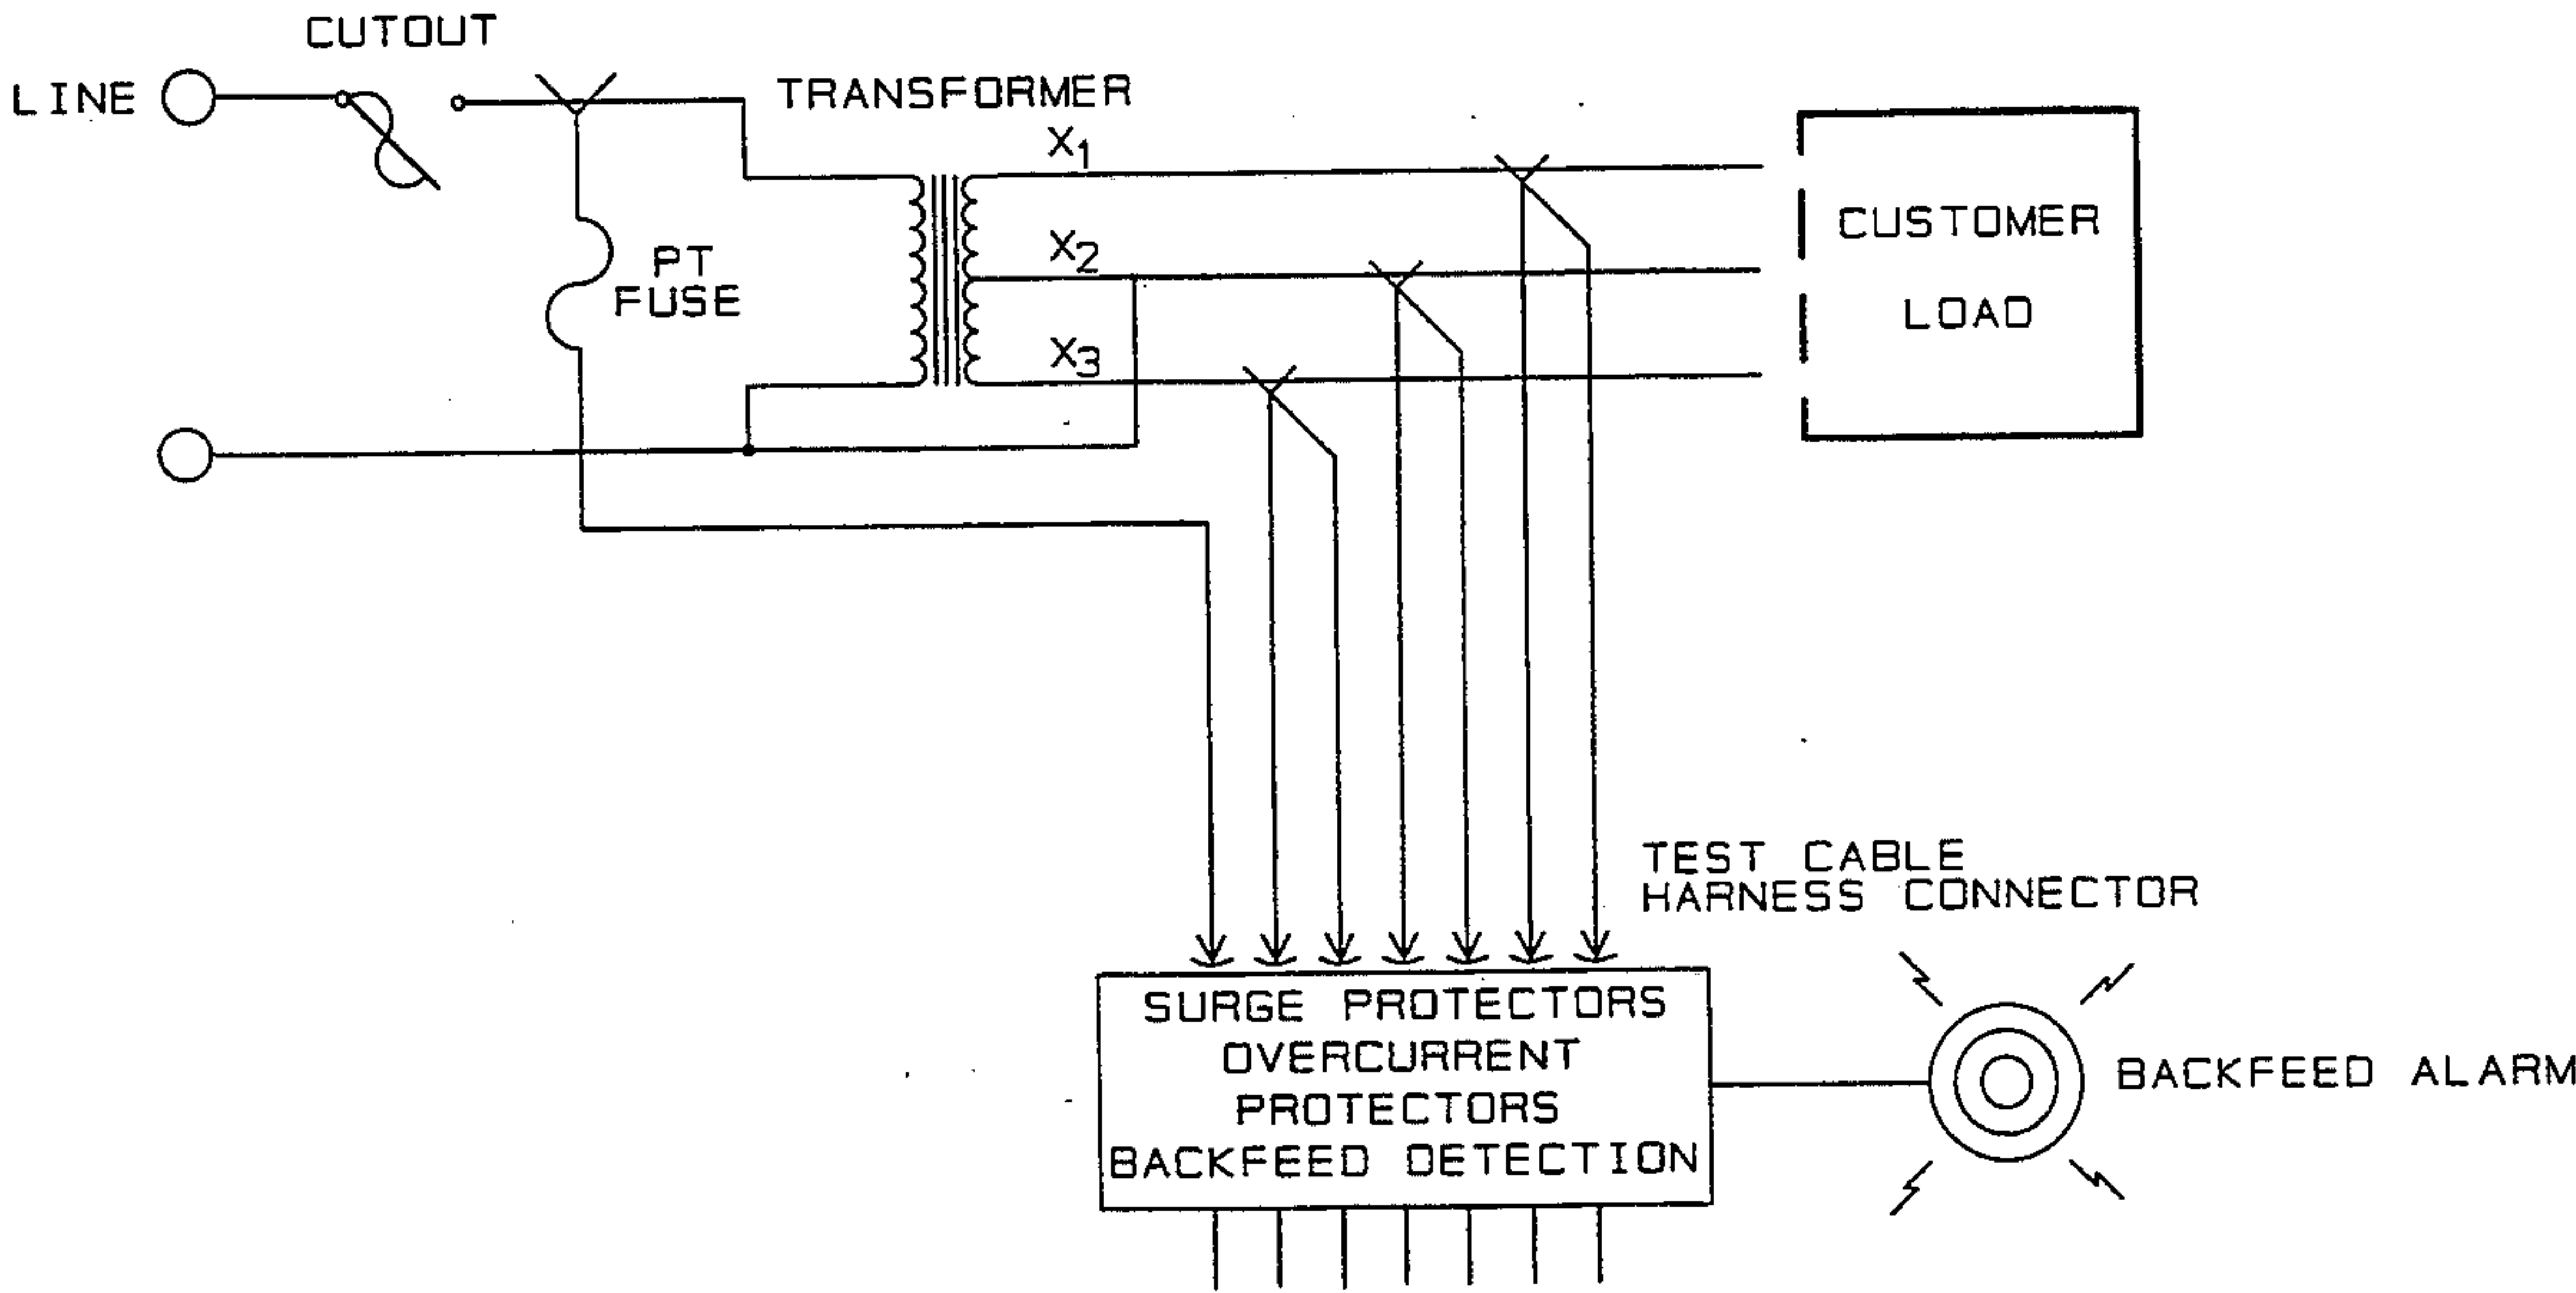 CUTOUT
LINE
TRANSFORMER
X1
CUSTOMER
LOAD
X2
PT
FUSE
X3
TEST CABLE
HARNESS CONNECTOR
SURGE PROTECTORS
OVERCURRENT
PROTECTORS
BACKFEED DETECTION
BACKFEED ALARM